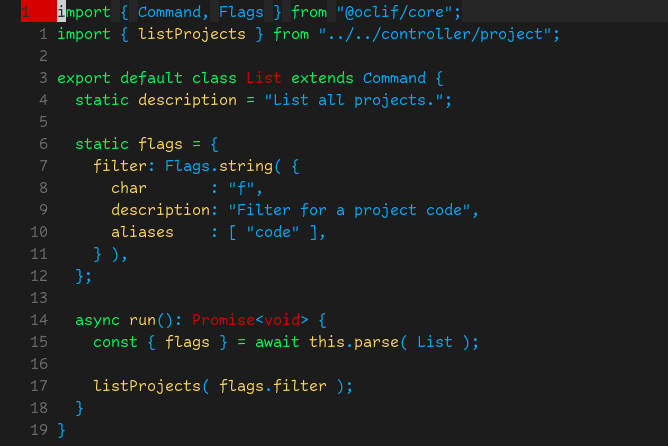 1 import { Command, Flags } from "@oclif/core";
1 import { listProjects } from "../../controller/project";
2
3 export default class List extends Command {
4   static description = "List all projects.";
5
6   static flags = {
7     filter: Flags.string( {
8       char       : "f",
9       description: "Filter for a project code",
10       aliases    : [ "code" ],
11     } ),
12   };
13
14   async run(): Promise<void> {
15     const { flags } = await this.parse( List );
16
17     listProjects( flags.filter );
18   }
19 }